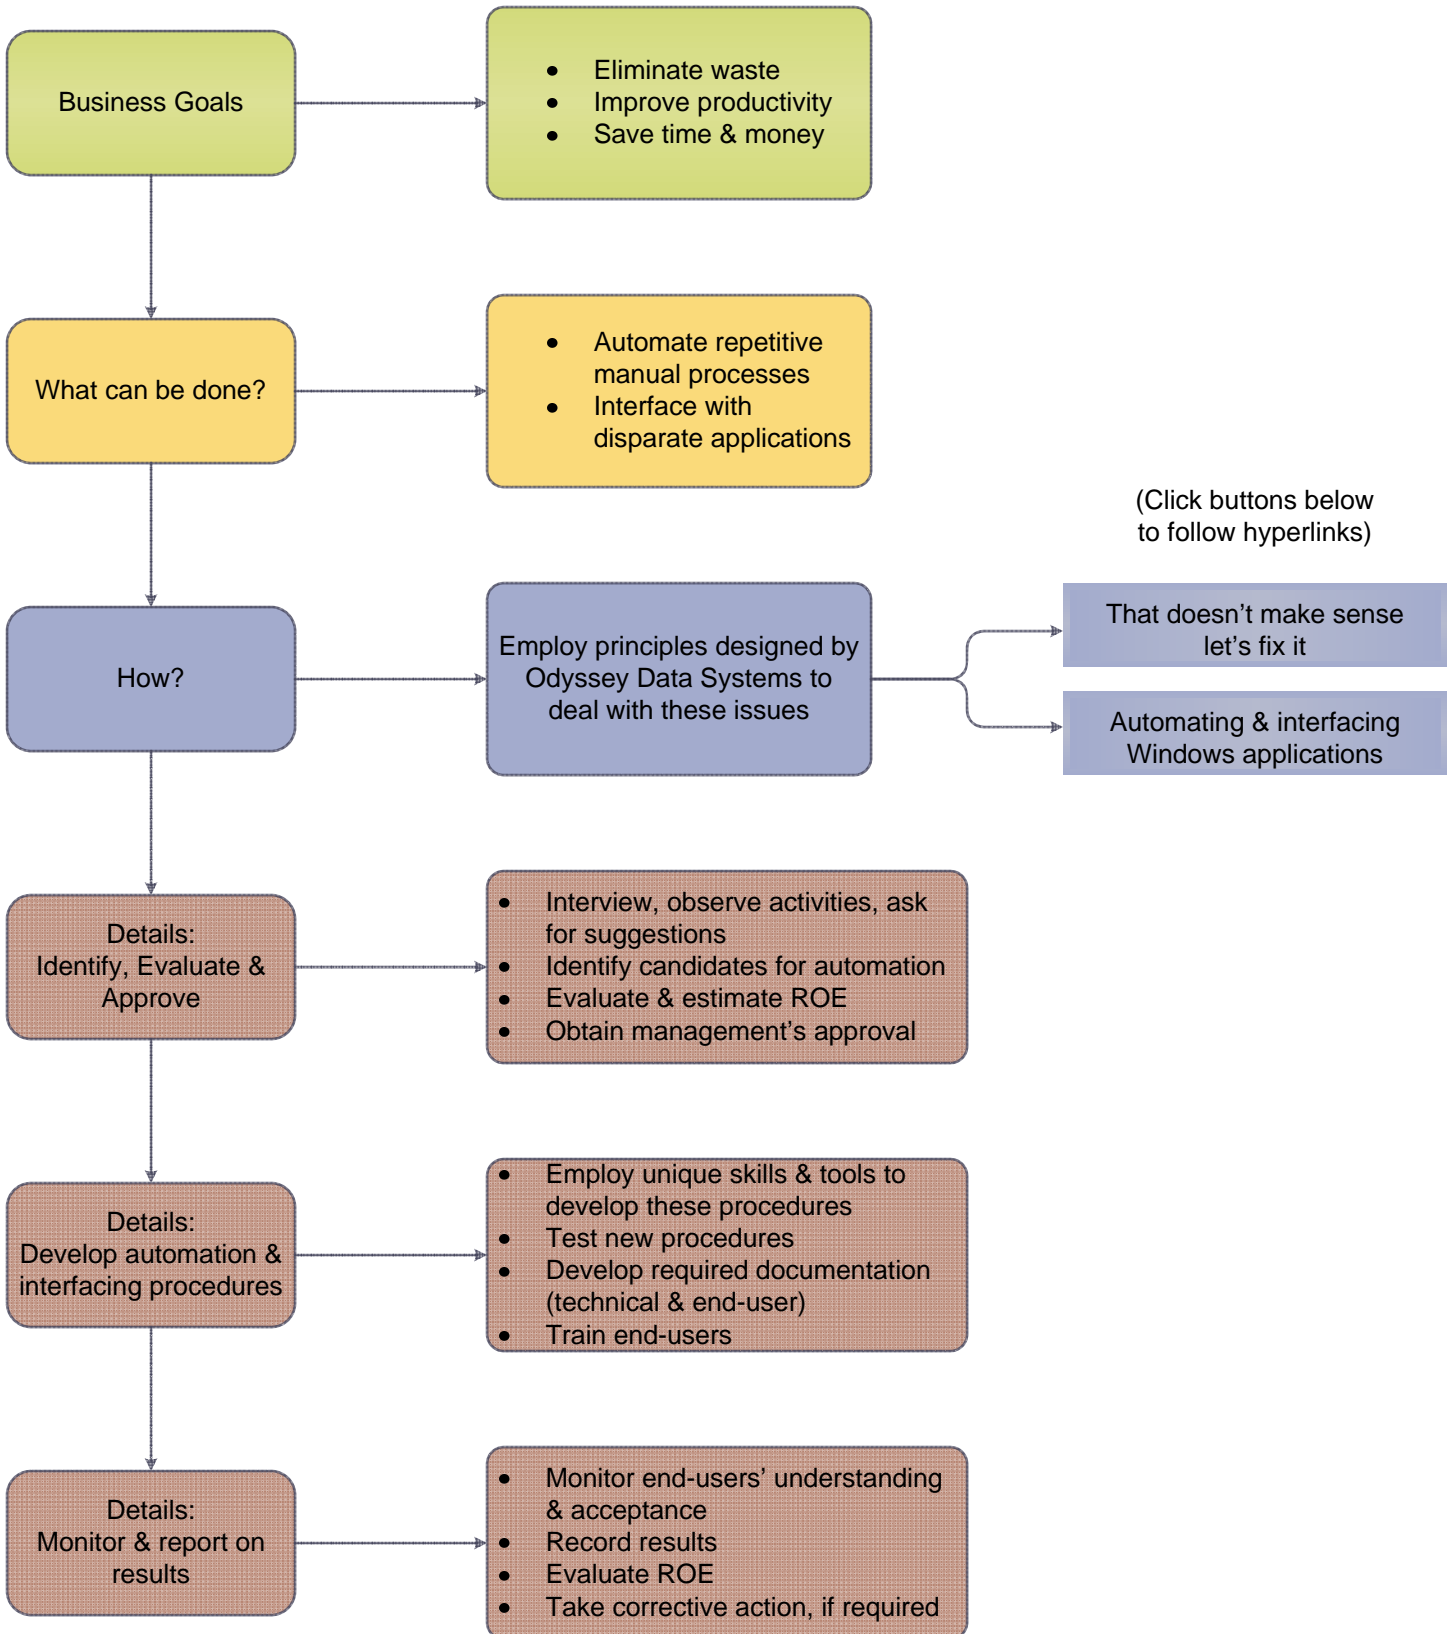 Business Goals
• Eliminate waste
• Improve productivity
• Save time & money
What can be done?
• Automate repetitive
manual processes
• Interface with
disparate applications
(Click buttons below
to follow hyperlinks)
How?
Employ principles designed by
Odyssey Data Systems to
deal with these issues
That doesn’t make sense
let’s fix it
Automating & interfacing
Windows applications
Details:
Identify, Evaluate &
Approve
• Interview, observe activities, ask
for suggestions
• Identify candidates for automation
• Evaluate & estimate ROE
• Obtain management’s approval
Details:
Develop automation &
interfacing procedures
• Employ unique skills & tools to
develop these procedures
• Test new procedures
• Develop required documentation
(technical & end-user)
• Train end-users
Details:
Monitor & report on
results
• Monitor end-users’ understanding
& acceptance
• Record results
• Evaluate ROE
• Take corrective action, if required